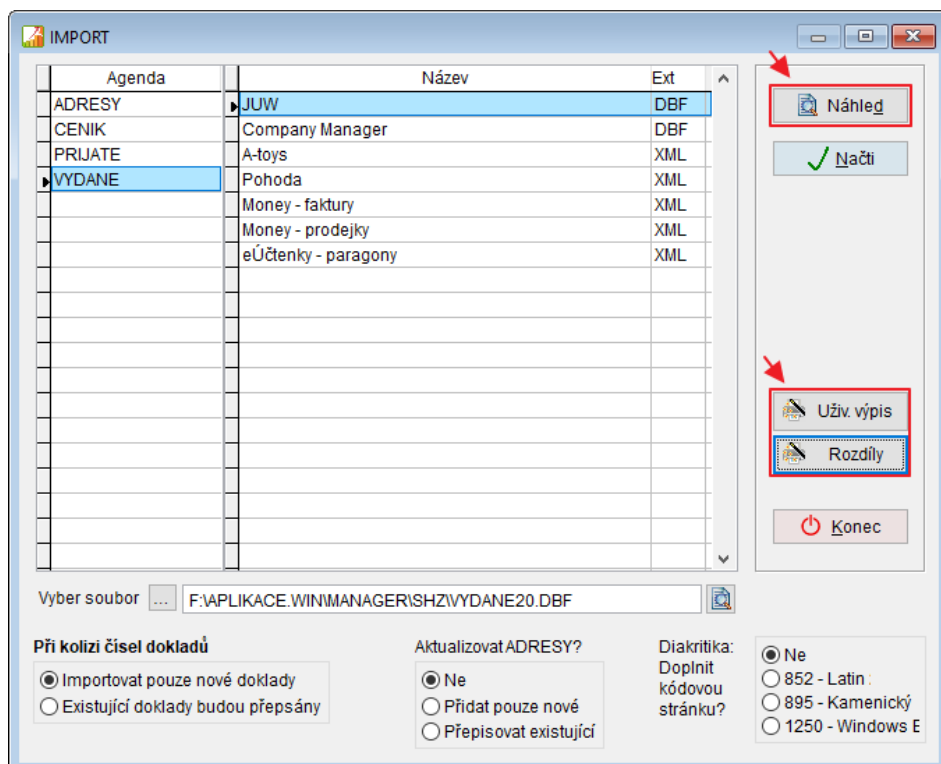 IMPORT
Agenda Název Ext
ADRESY JUW DBF
CENIK Company Manager DBF
PRIJATE A-toys XML
VYDANE Pohoda XML
Money - faktury XML
Money - prodejky XML
eÚčtenky - paragony XML
Náhled
Načti
Uživ. výpis
Rozdíly
Konec
Vyber soubor ... F:\APLIKACE.WIN\MANAGER\SHZ\VYDANE20.DBF
Při kolizi čísel dokladů
Importovat pouze nové doklady
Existující doklady budou přepsány
Aktualizovat ADRESY?
Ne
Přidat pouze nové
Přepisovat existující
Diakritika:
Doplnit
kódovou
stránku?
Ne
852 - Latin
895 - Kamenický
1250 - Windows E